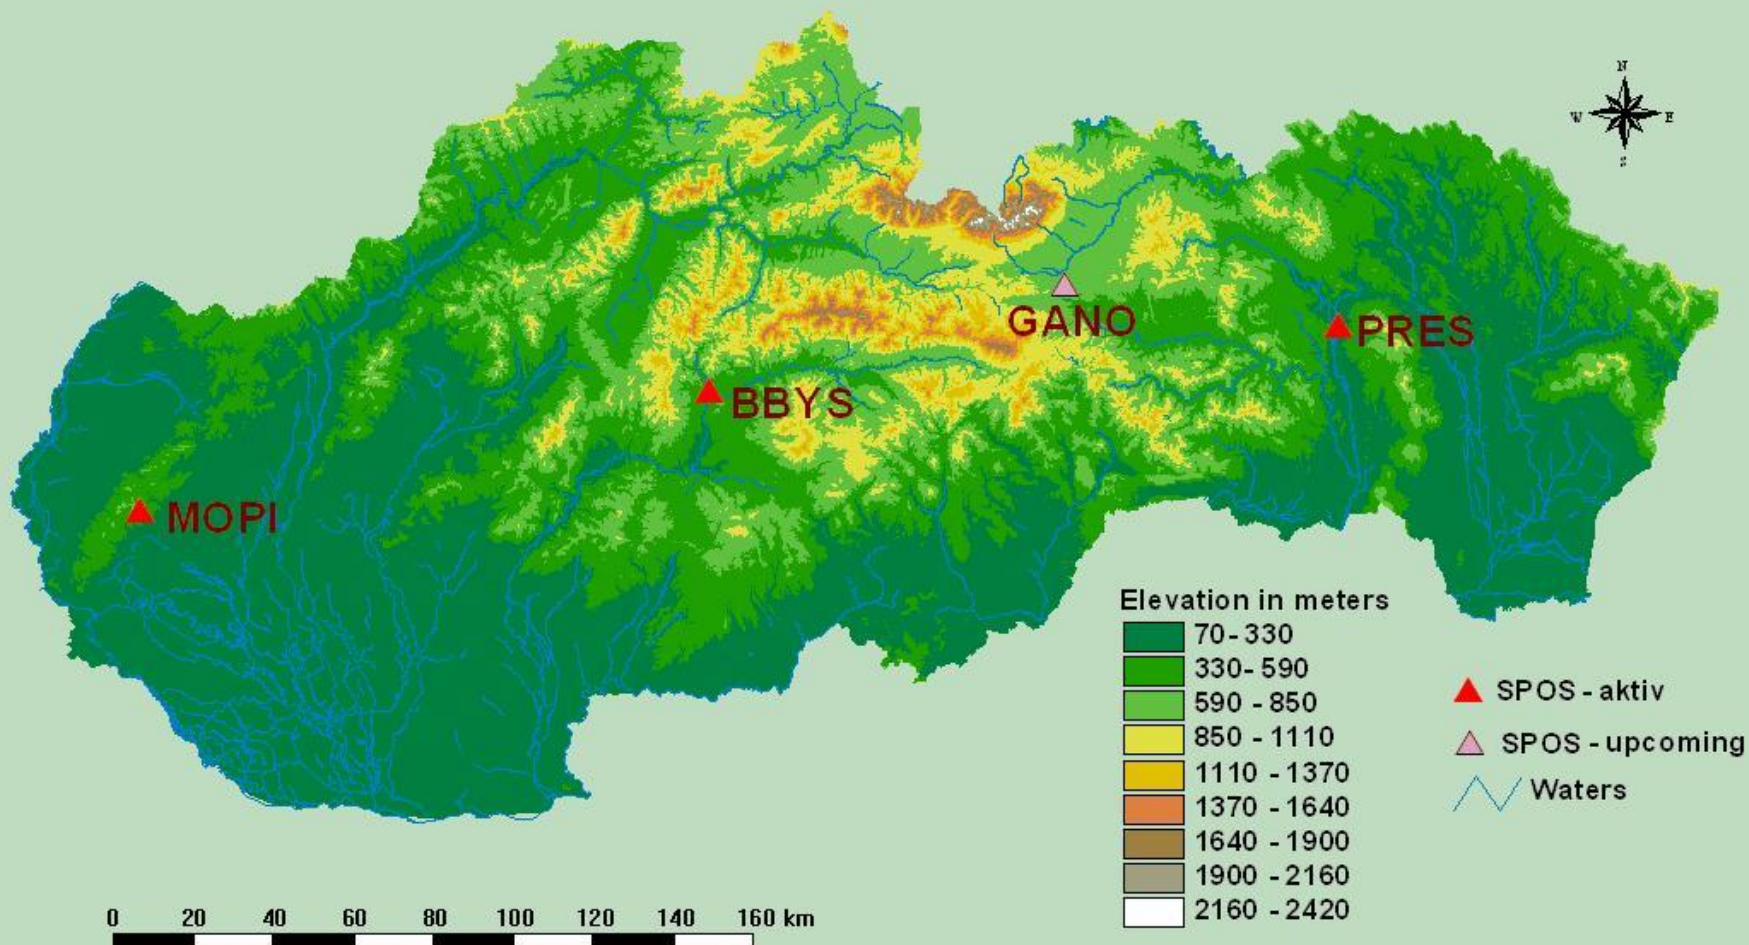 N
W E
S
GANO
PRES
BBYS
MOPI
Elevation in meters
70-330
330-590
590-850
850-1110
1110-1370
1370-1640
1640-1900
1900-2160
2160-2420
SPOS-aktiv
SPOS-upcoming
Waters
0 20 40 60 80 100 120 140 160 km